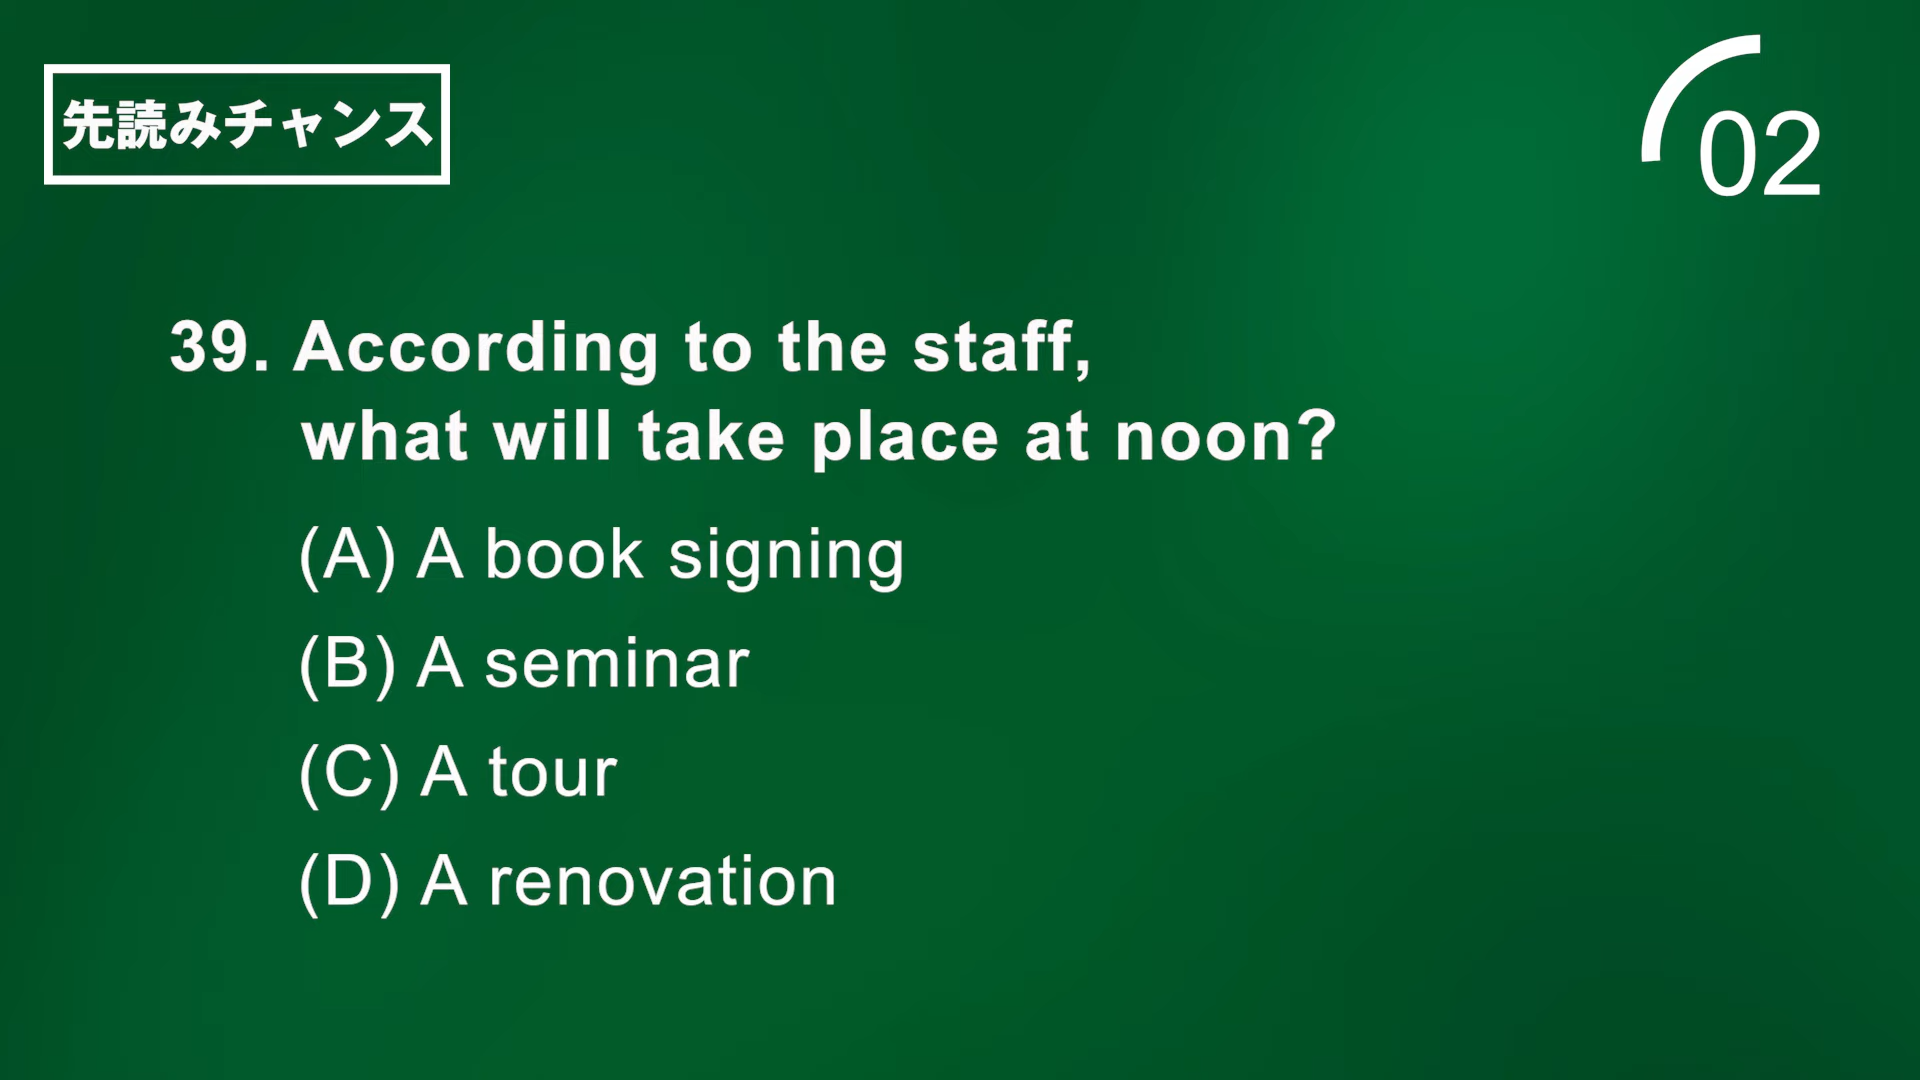 先読みチャンス
02
39. According to the staff,
what will take place at noon?
(A) A book signing
(B) A seminar
(C) A tour
(D) A renovation